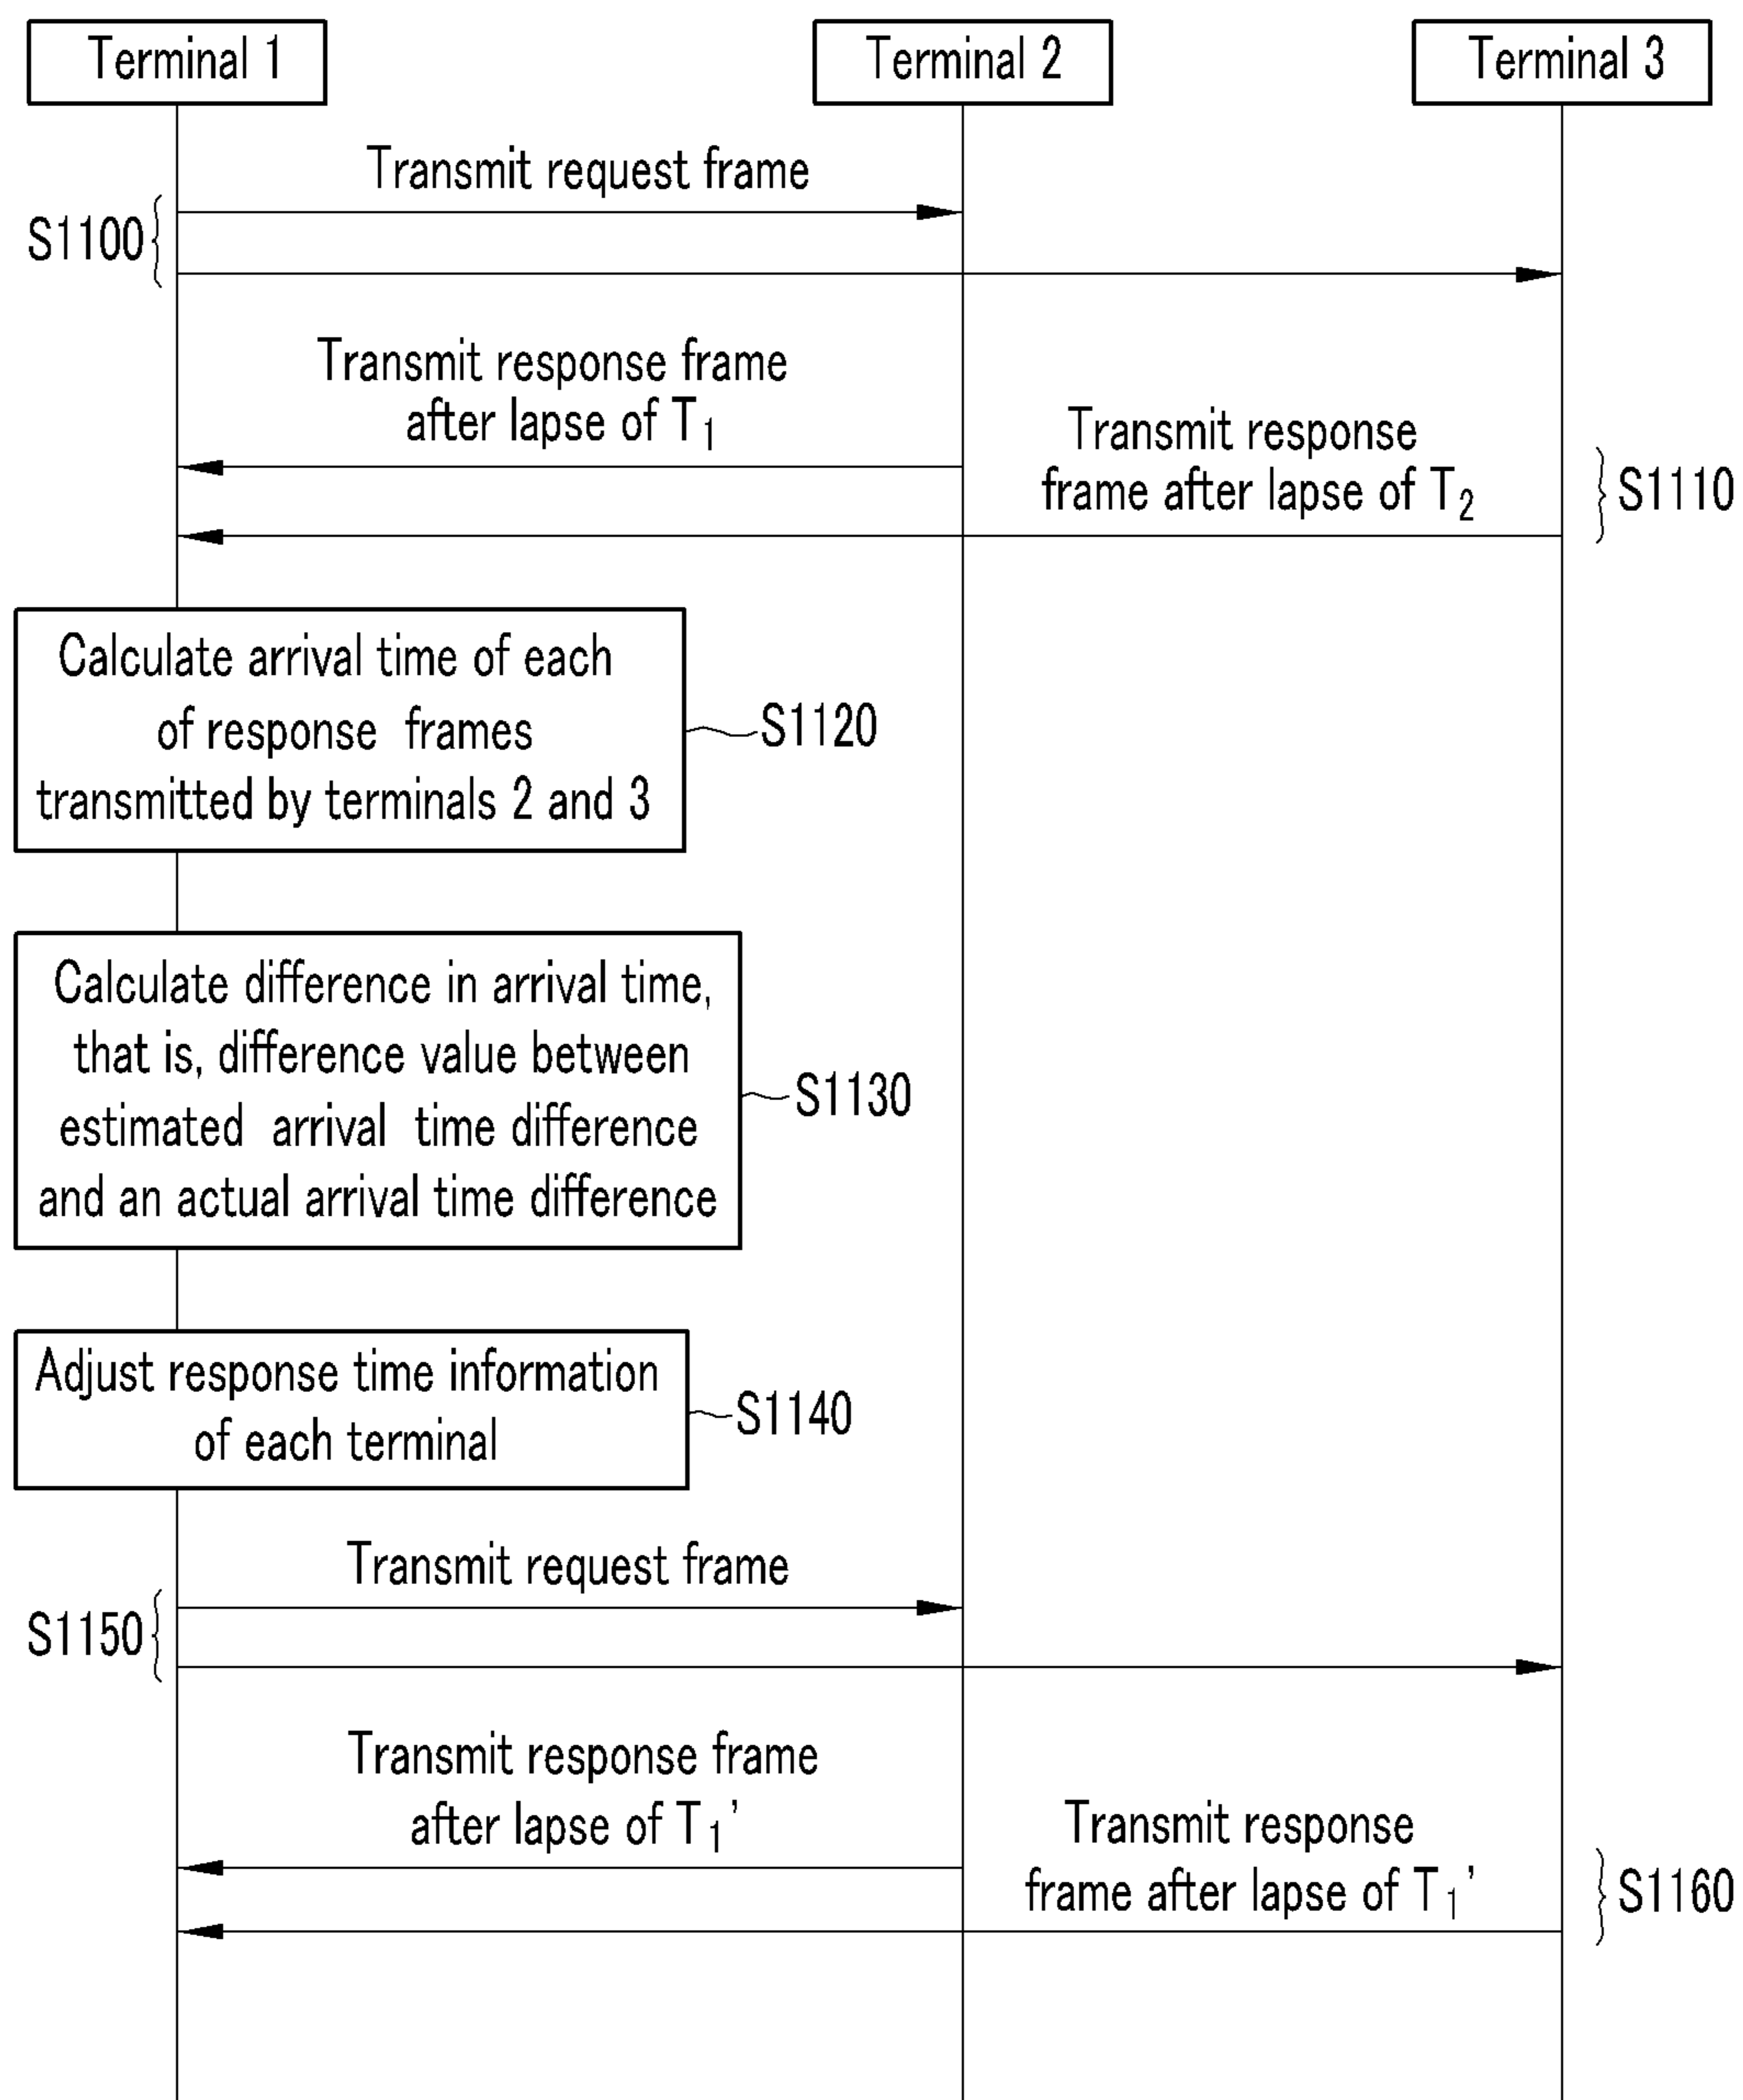 Terminal 1
Terminal 2
Terminal 3
Transmit request frame
S1100
Transmit response frame
after lapse of T1
Transmit response
frame after lapse of T2
S1110
Calculate arrival time of each
of response frames
transmitted by terminals 2 and 3
S1120
Calculate difference in arrival time,
that is, difference value between
estimated arrival time difference
and an actual arrival time difference
S1130
Adjust response time information
of each terminal
S1140
Transmit request frame
S1150
Transmit response frame
after lapse of T1'
Transmit response
frame after lapse of T1'
S1160